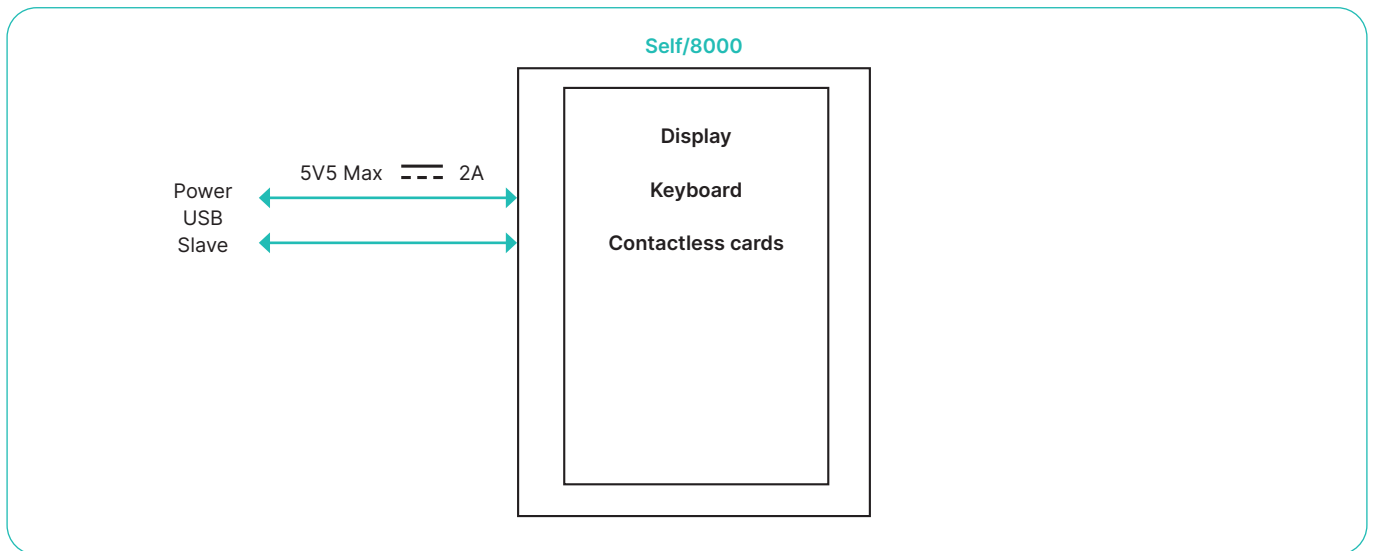 Self/8000
Display
5V5 Max 2A
Power
Keyboard
USB
Slave
Contactless cards